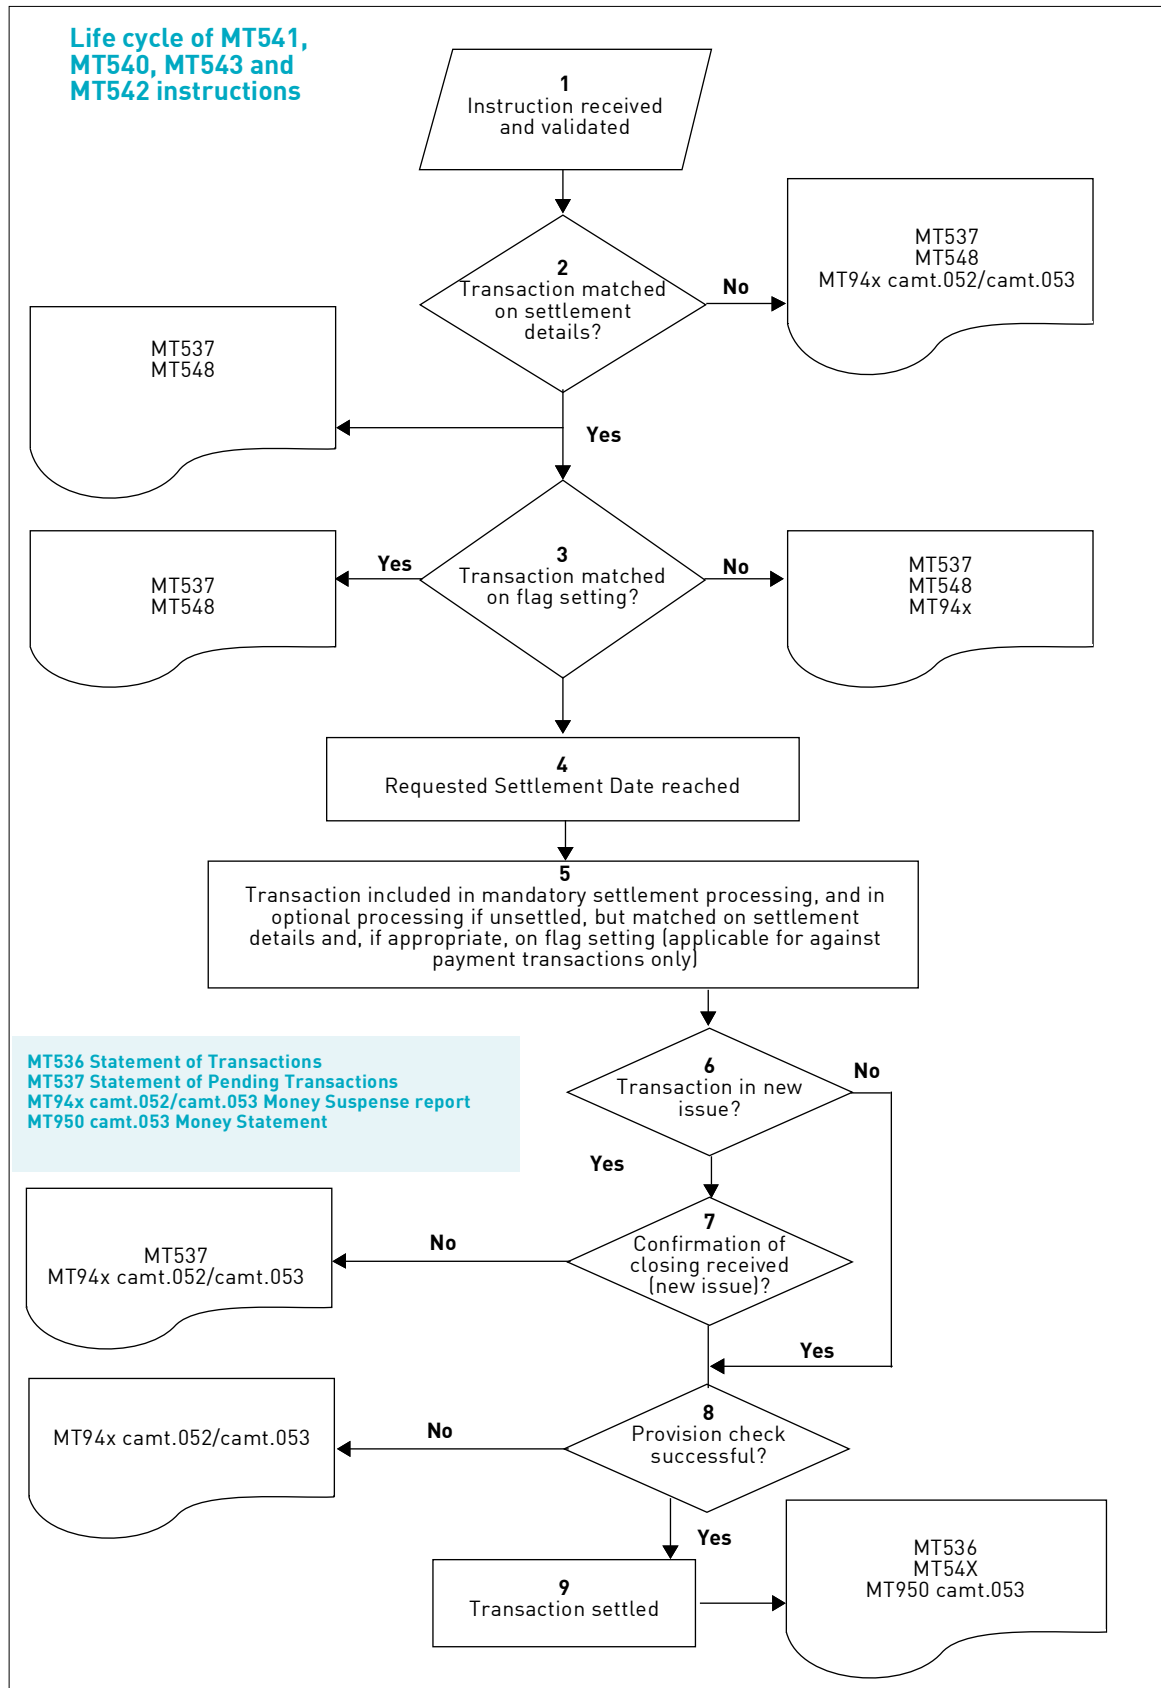 Life cycle of MT541,
MT540, MT543 and
MT542 instructions
1
Instruction received
and validated
2
Transaction matched
on settlement
details?
No
MT537
MT548
MT94x camt.052/camt.053
MT537
MT548
Yes
3
Transaction matched
on flag setting?
Yes
MT537
MT548
No
MT537
MT548
MT94x
4
Requested Settlement Date reached
5
Transaction included in mandatory settlement processing, and in
optional processing if unsettled, but matched on settlement
details and, if appropriate, on flag setting (applicable for against
payment transactions only)
MT536 Statement of Transactions
MT537 Statement of Pending Transactions
MT94x camt.052/camt.053 Money Suspense report
MT950 camt.053 Money Statement
6
Transaction in new
issue?
No
Yes
7
Confirmation of
closing received
(new issue)?
No
MT537
MT94x camt.052/camt.053
Yes
8
Provision check
successful?
No
MT94x camt.052/camt.053
Yes
9
Transaction settled
MT536
MT54X
MT950 camt.053